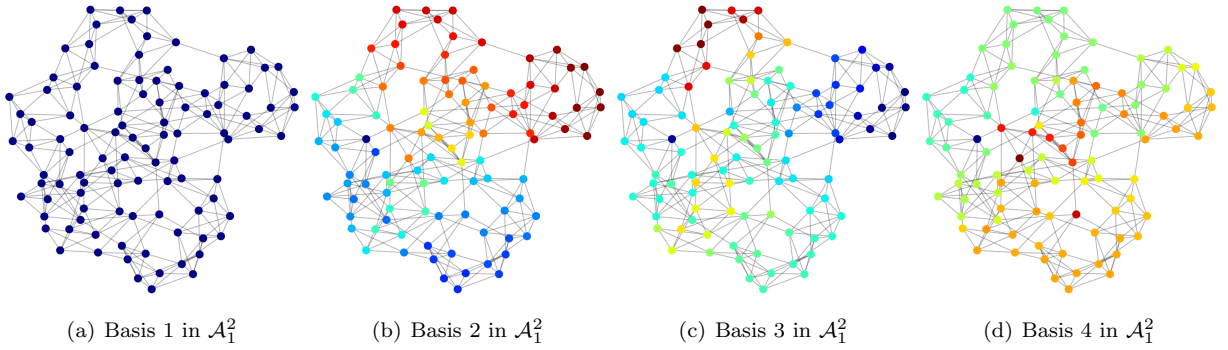 (a) Basis 1 in $\mathcal{A}_1^2$
(b) Basis 2 in $\mathcal{A}_1^2$
(c) Basis 3 in $\mathcal{A}_1^2$
(d) Basis 4 in $\mathcal{A}_1^2$